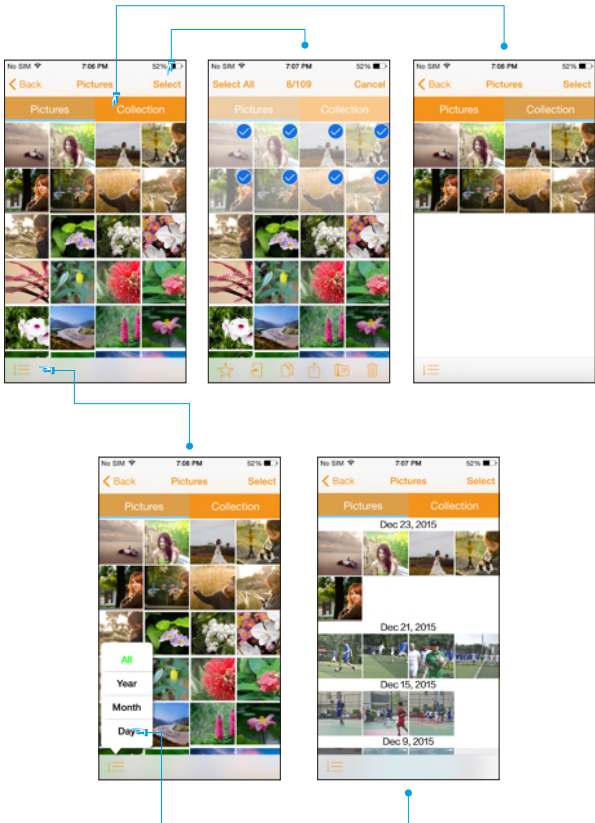 No SIM 7:06 PM 52%
Back Pictures Select
Pictures Collection
No SIM 7:07 PM 52%
Select All 8/109 Cancel
Pictures Collection
No SIM 7:08 PM 52%
Back Pictures Select
Pictures Collection
No SIM 7:06 PM 52%
Back Pictures Select
Pictures Collection
All
Year
Month
Day
No SIM 7:07 PM 52%
Back Pictures Select
Pictures Collection
Dec 23, 2015
Dec 21, 2015
Dec 15, 2015
Dec 9, 2015